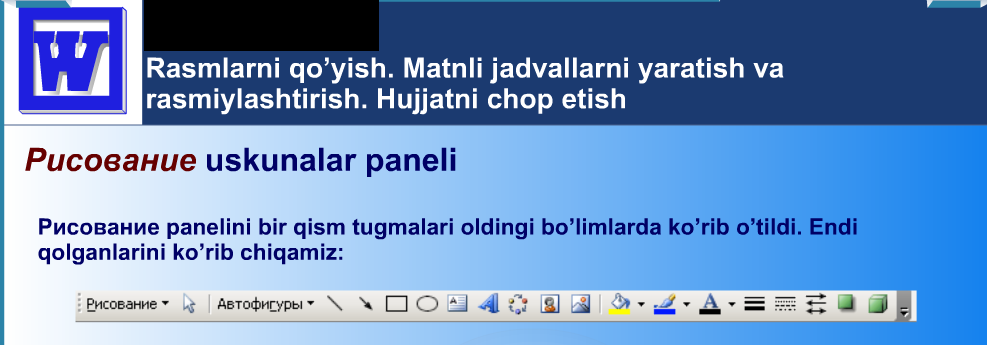 W
Rasmlarni qo’yish. Matnli jadvallarni yaratish va
rasmiylashtirish. Hujjatni chop etish
Рисование uskunalar paneli
Рисование panelini bir qism tugmalari oldingi bo’limlarda ko’rib o’tildi. Endi
qolganlarini ko’rib chiqamiz:
Рисование Автофигуры A A A